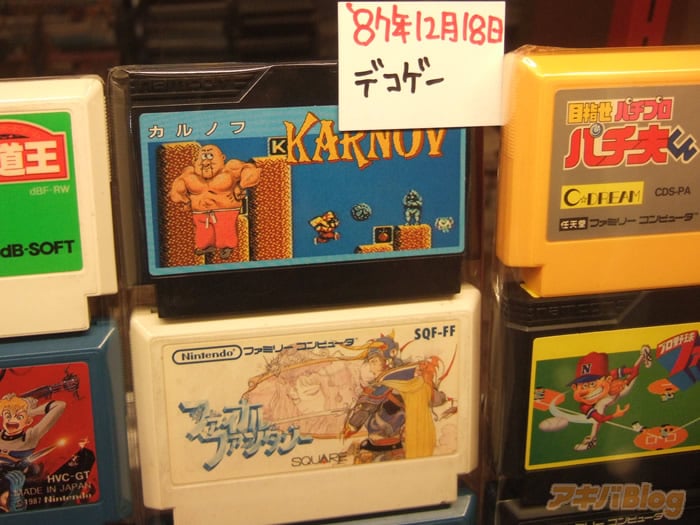 '87年12月18日
デコゲー
道王
dBF-RW
dB-SOFT
カルノフ
K
KARNOV
目指せ パチプロ
パチ夫くん
C☆DREAM
CDS-PA
任天堂 ファミリー コンピュータ
Nintendo ファミリー コンピュータ
SQF-FF
ファイナル
ファンタジー
SQUARE
HVC-GT
MADE IN JAPAN
©1987 Nintendo
N
アキバBlog